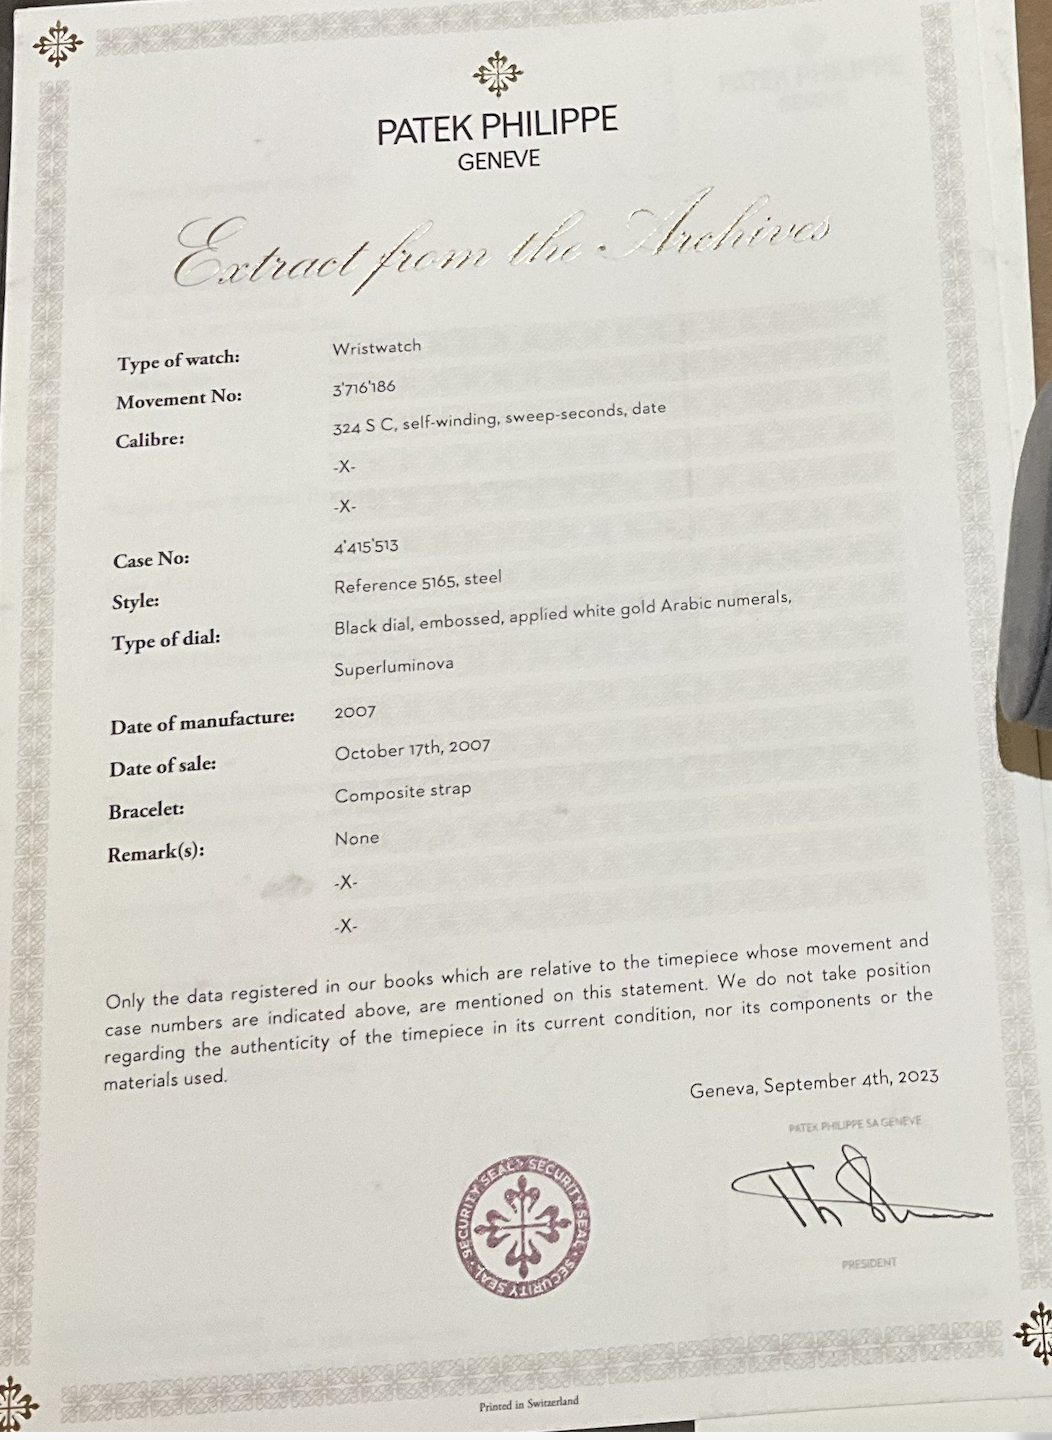 PATEK PHILIPPE
GENEVE
Extract from the Archives
Type of watch: Wristwatch
Movement No: 3'716'186
Calibre: 324 S C, self-winding, sweep-seconds, date
-X-
-X-
Case No: 4'415'513
Style: Reference 5165, steel
Type of dial: Black dial, embossed, applied white gold Arabic numerals,
Superluminova
Date of manufacture: 2007
Date of sale: October 17th, 2007
Bracelet: Composite strap
Remark(s): None
-X-
-X-
Only the data registered in our books which are relative to the timepiece whose movement and
case numbers are indicated above, are mentioned on this statement. We do not take position
regarding the authenticity of the timepiece in its current condition, nor its components or the
materials used.
Geneva, September 4th, 2023
PATEK PHILIPPE SA GENEVE
SECURITY SEAL · SECURITY SEAL · SECURITY SEAL ·
PRESIDENT
Printed in Switzerland